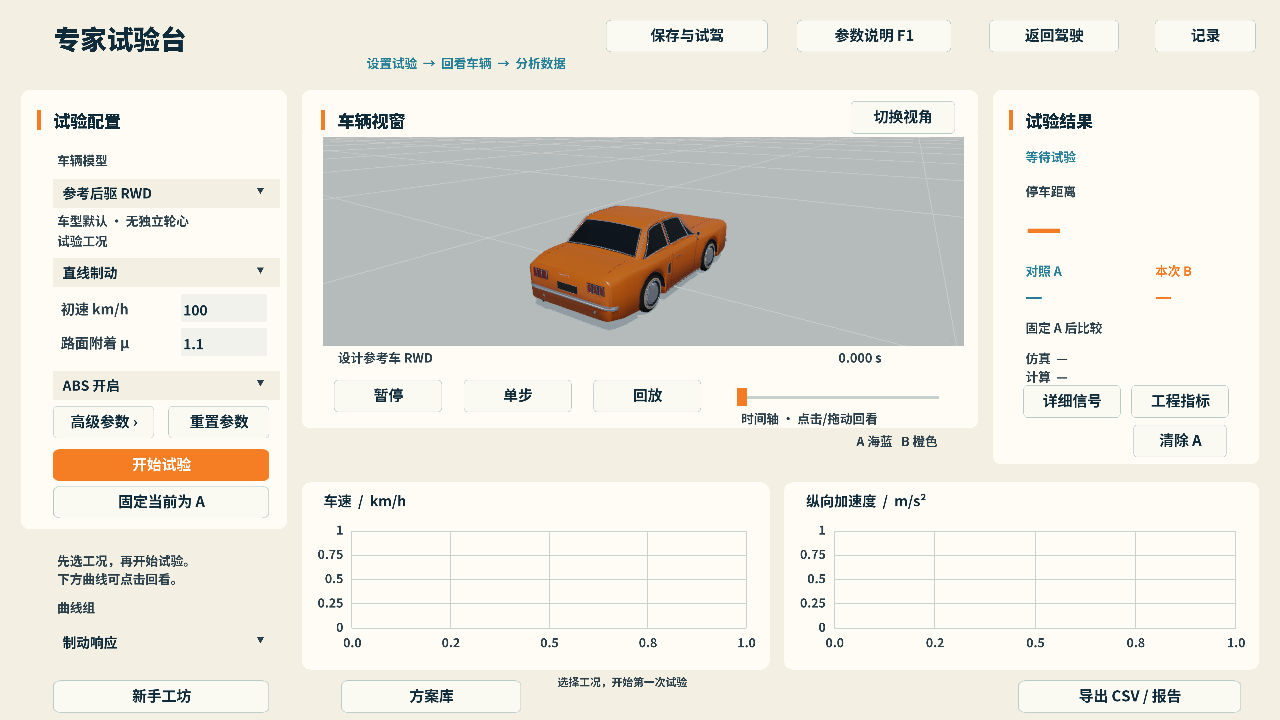 专家试验台
保存与试驾
参数说明 F1
返回驾驶
记录
设置试验 → 回看车辆 → 分析数据
试验配置
车辆模型
参考后驱 RWD
车型默认 · 无独立轮心
试验工况
直线制动
初速 km/h
100
路面附着 μ
1.1
ABS 开启
高级参数 ›
重置参数
开始试验
固定当前为 A
先选工况，再开始试验。
下方曲线可点击回看。
曲线组
制动响应
新手工坊
车辆视窗
切换视角
设计参考车 RWD
0.000 s
暂停
单步
回放
时间轴 · 点击/拖动回看
A 海蓝 B 橙色
试验结果
等待试验
停车距离
—
对照 A
本次 B
—
—
固定 A 后比较
仿真 —
计算 —
详细信号
工程指标
清除 A
车速 / km/h
1
0.75
0.5
0.25
0
0.0
0.2
0.5
0.8
1.0
纵向加速度 / m/s²
1
0.75
0.5
0.25
0
0.0
0.2
0.5
0.8
1.0
方案库
选择工况，开始第一次试验
导出 CSV / 报告